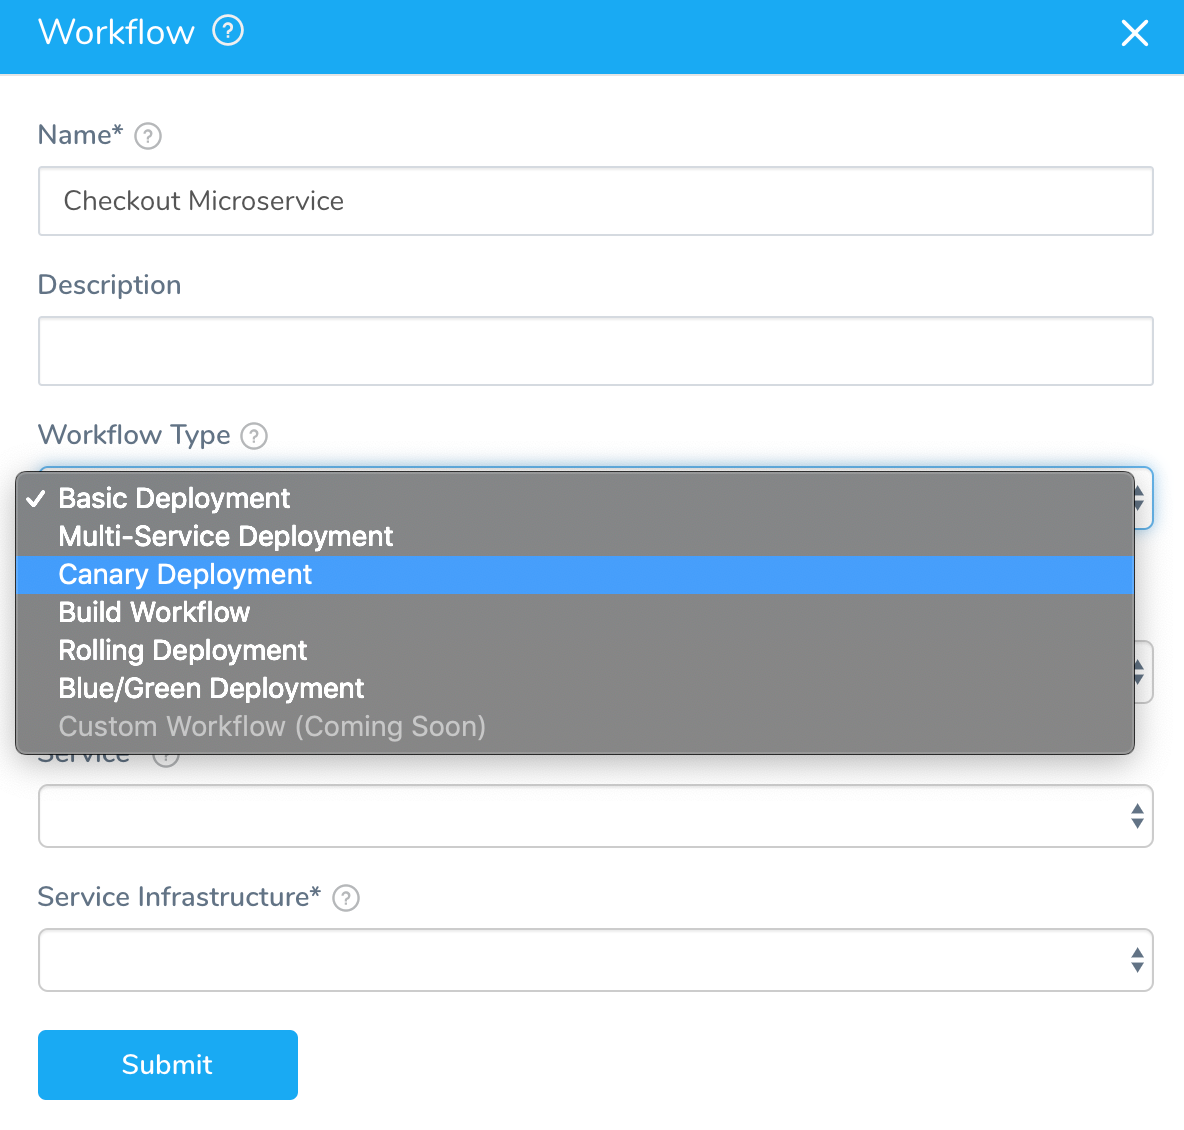 Workflow ?
Name* ?
Checkout Microservice
Description
Workflow Type ?
✓ Basic Deployment
Multi-Service Deployment
Canary Deployment
Build Workflow
Rolling Deployment
Blue/Green Deployment
Custom Workflow (Coming Soon)
Service ?
Service Infrastructure* ?
Submit